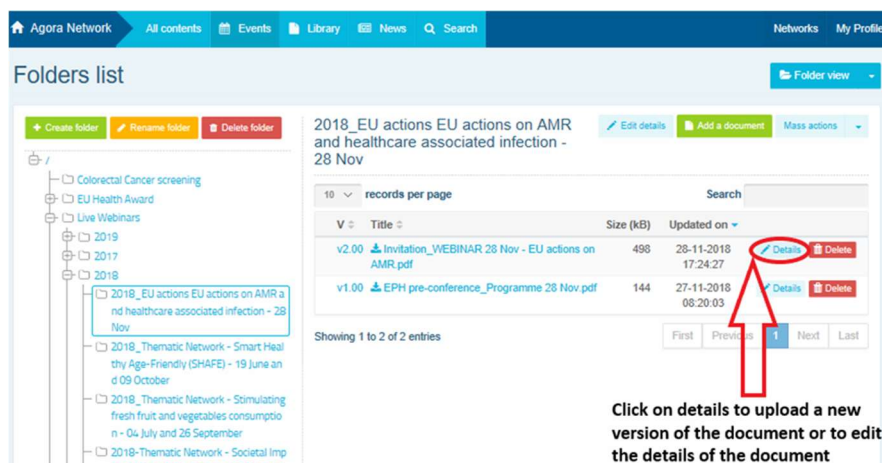 Agora Network
All contents
Events
Library
News
Search
Networks
My Profile
Folders list
Folder view
Create folder
Rename folder
Delete folder
/
Colorectal Cancer screening
EU Health Award
Live Webinars
2019
2017
2018
2018_EU actions EU actions on AMR a
nd healthcare associated infection - 28
Nov
2018_Thematic Network - Smart Heal
thy Age-Friendly (SHAFE) - 19 June an
d 09 October
2018_Thematic Network - Stimulating
fresh fruit and vegetables consumptio
n - 04 July and 26 September
2018-Thematic Network - Societal Imp
2018_EU actions EU actions on AMR
and healthcare associated infection -
28 Nov
Edit details
Add a document
Mass actions
10 records per page
Search
V Title Size (kB) Updated on
v2.00 Invitation_WEBINAR 28 Nov - EU actions on 498 28-11-2018 Details Delete
AMR.pdf 17:24:27
v1.00 EPH pre-conference_Programme 28 Nov.pdf 144 27-11-2018 Details Delete
08:20:03
Showing 1 to 2 of 2 entries
First Previous 1 Next Last
Click on details to upload a new
version of the document or to edit
the details of the document